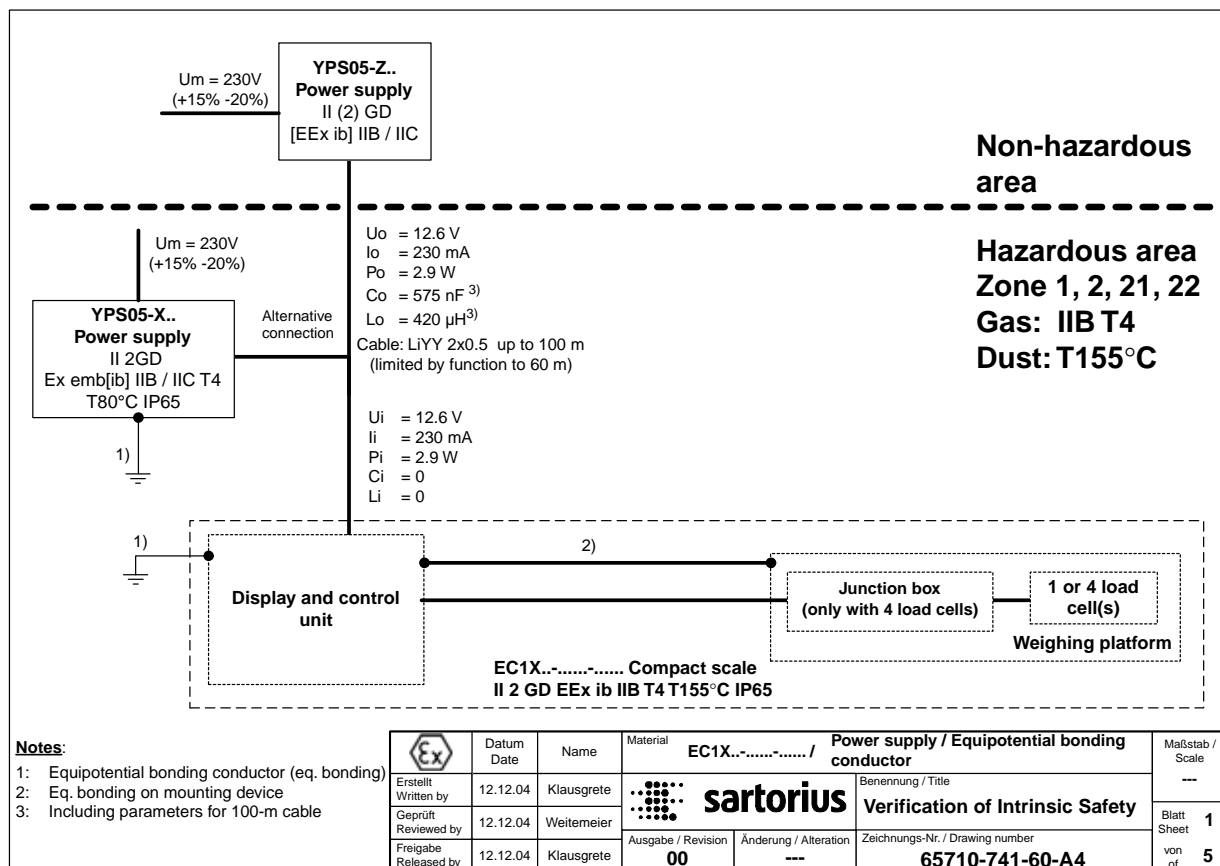 YPS05-Z..
Power supply
II (2) GD
[EEx ib] IIB / IIC
Um = 230V
(+15% -20%)
Non-hazardous
area
Hazardous area
Zone 1, 2, 21, 22
Gas: IIB T4
Dust: T155°C
Um = 230V
(+15% -20%)
Uo = 12.6 V
Io = 230 mA
Po = 2.9 W
Co = 575 nF 3)
Lo = 420 µH3)
Cable: LiYY 2x0.5 up to 100 m
(limited by function to 60 m)
YPS05-X..
Power supply
II 2GD
Ex emb[ib] IIB / IIC T4
T80°C IP65
Alternative
connection
1)
Ui = 12.6 V
Ii = 230 mA
Pi = 2.9 W
Ci = 0
Li = 0
1)
2)
Display and control
unit
Junction box
(only with 4 load cells)
1 or 4 load
cell(s)
Weighing platform
EC1X..-......-...... Compact scale
II 2 GD EEx ib IIB T4 T155°C IP65
Notes:
1: Equipotential bonding conductor (eq. bonding)
2: Eq. bonding on mounting device
3: Including parameters for 100-m cable
Ex
Datum
Date
Name
Material
EC1X..-......-...... /
Power supply / Equipotential bonding
conductor
Maßstab /
Scale
---
Erstellt
Written by
12.12.04
Klausgrete
sartorius
Benennung / Title
Verification of Intrinsic Safety
Geprüft
Reviewed by
12.12.04
Weitemeier
Blatt
Sheet
1
Freigabe
Released by
12.12.04
Klausgrete
Ausgabe / Revision
00
Änderung / Alteration
---
Zeichnungs-Nr. / Drawing number
65710-741-60-A4
von
of
5